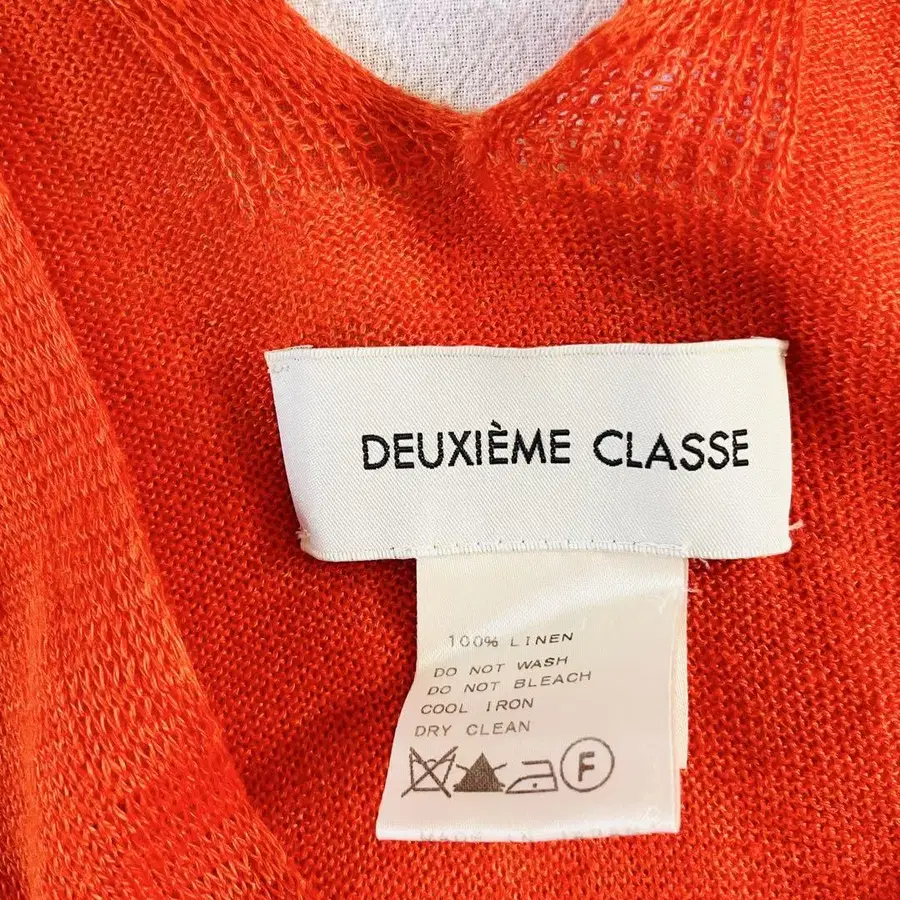 DEUXIÈME CLASSE
100% LINEN
DO NOT WASH
DO NOT BLEACH
COOL IRON
DRY CLEAN
F